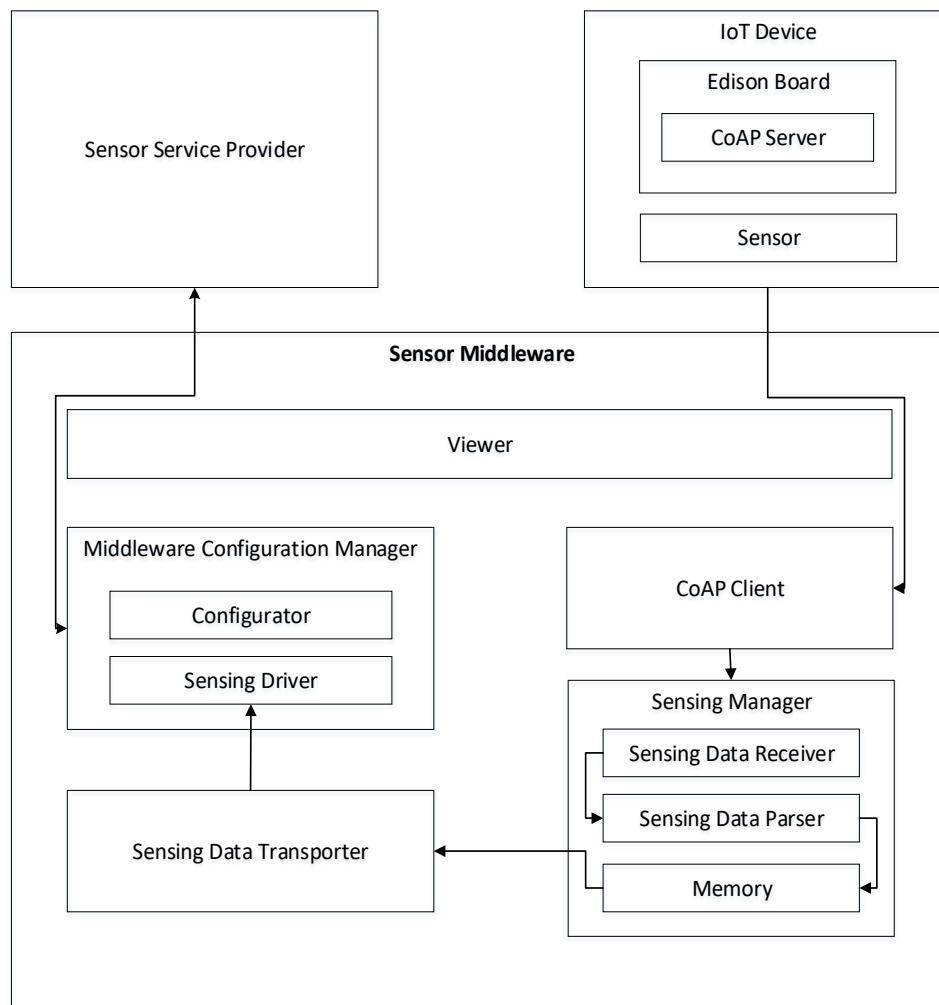 Sensor Service Provider
IoT Device
Edison Board
CoAP Server
Sensor
Sensor Middleware
Viewer
Middleware Configuration Manager
Configurator
Sensing Driver
CoAP Client
Sensing Manager
Sensing Data Receiver
Sensing Data Parser
Memory
Sensing Data Transporter